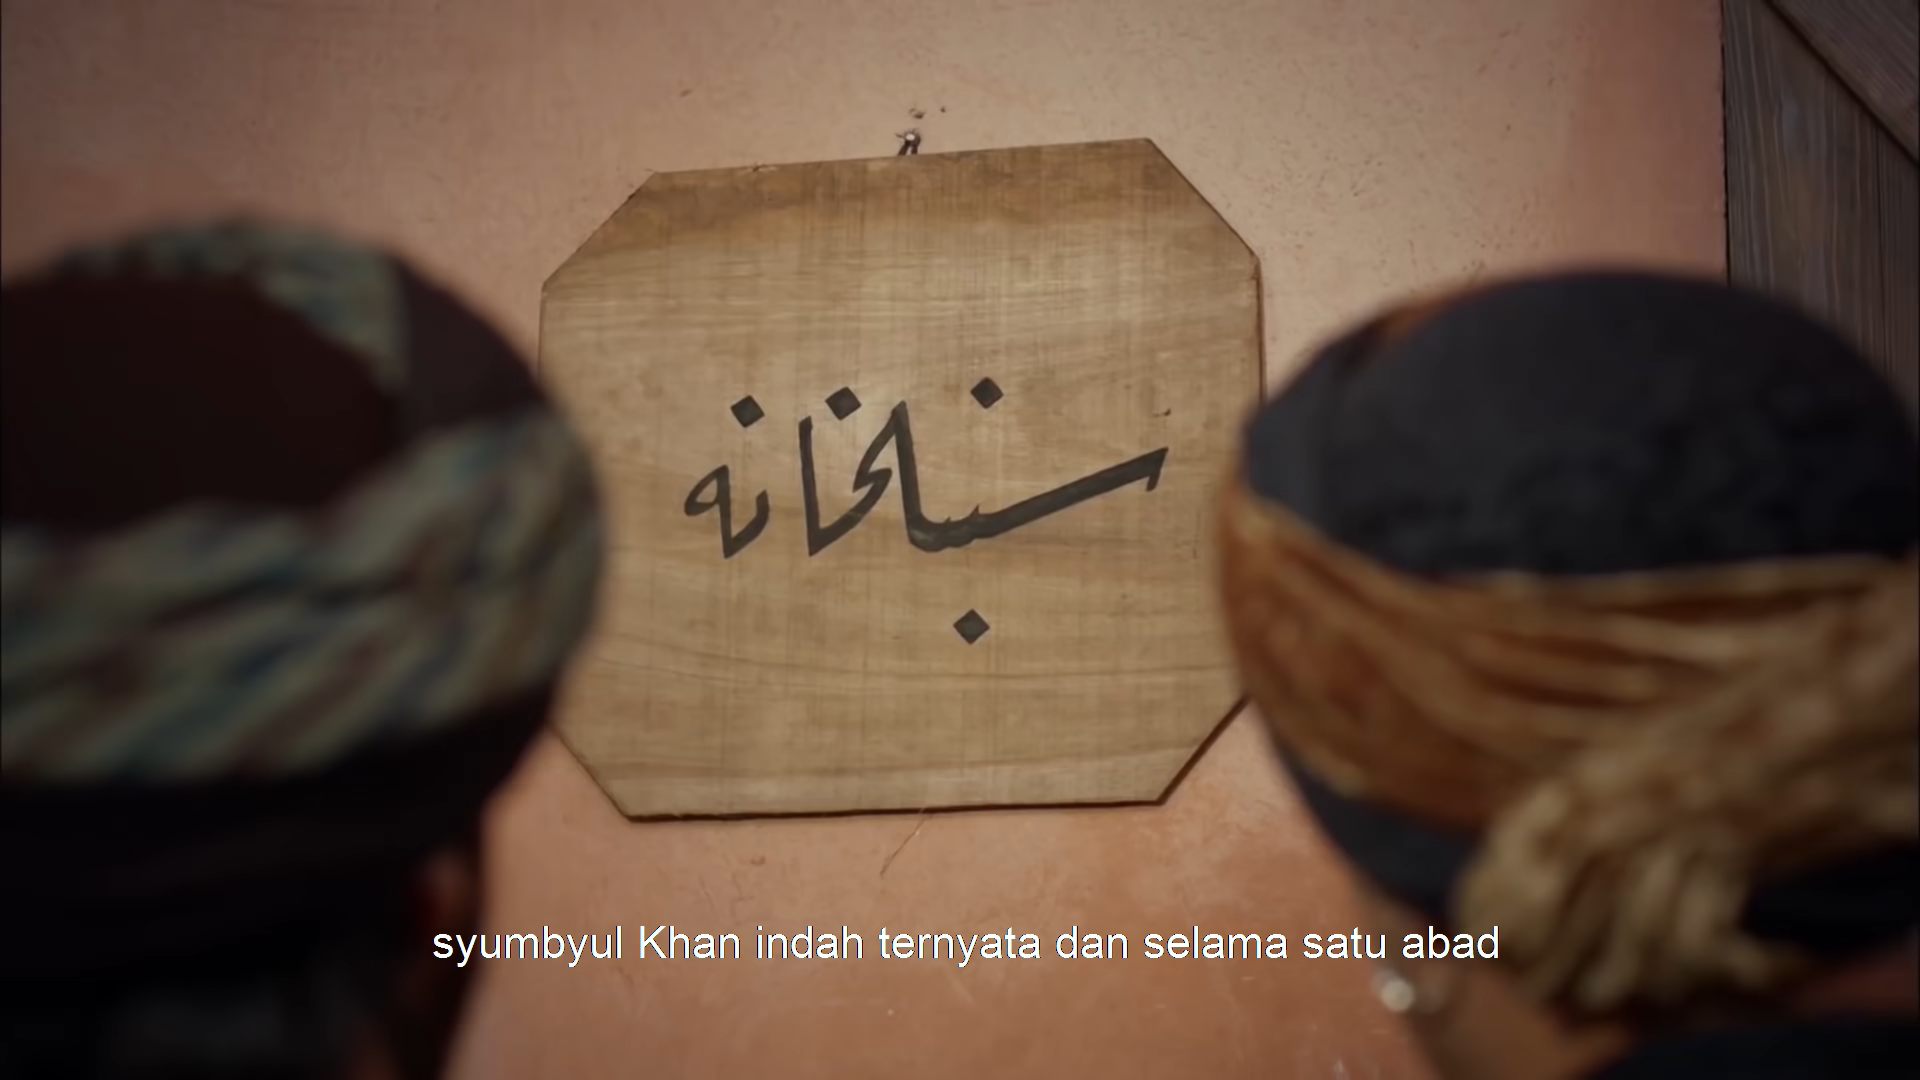 سنبلخانه
syumbyul Khan indah ternyata dan selama satu abad